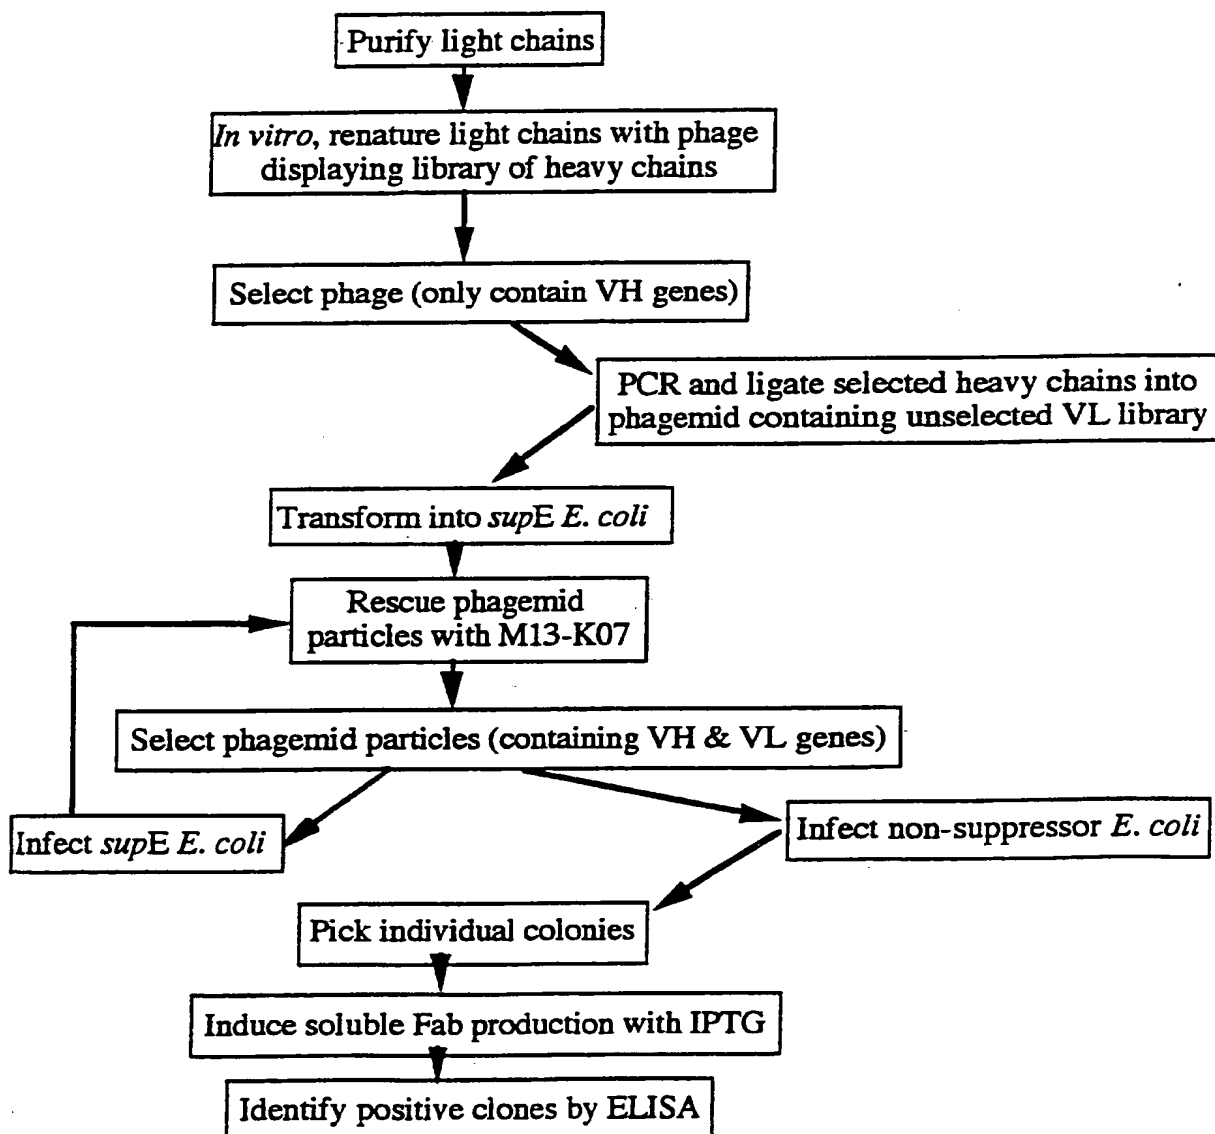 Purify light chains
In vitro, renature light chains with phage
displaying library of heavy chains
Select phage (only contain VH genes)
PCR and ligate selected heavy chains into
phagemid containing unselected VL library
Transform into supE E. coli
Rescue phagemid
particles with M13-K07
Select phagemid particles (containing VH & VL genes)
Infect supE E. coli
Infect non-suppressor E. coli
Pick individual colonies
Induce soluble Fab production with IPTG
Identify positive clones by ELISA